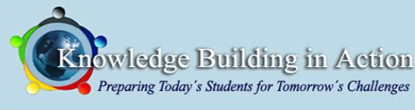 Knowledge Building in Action
Preparing Today´s Students for Tomorrow´s Challenges